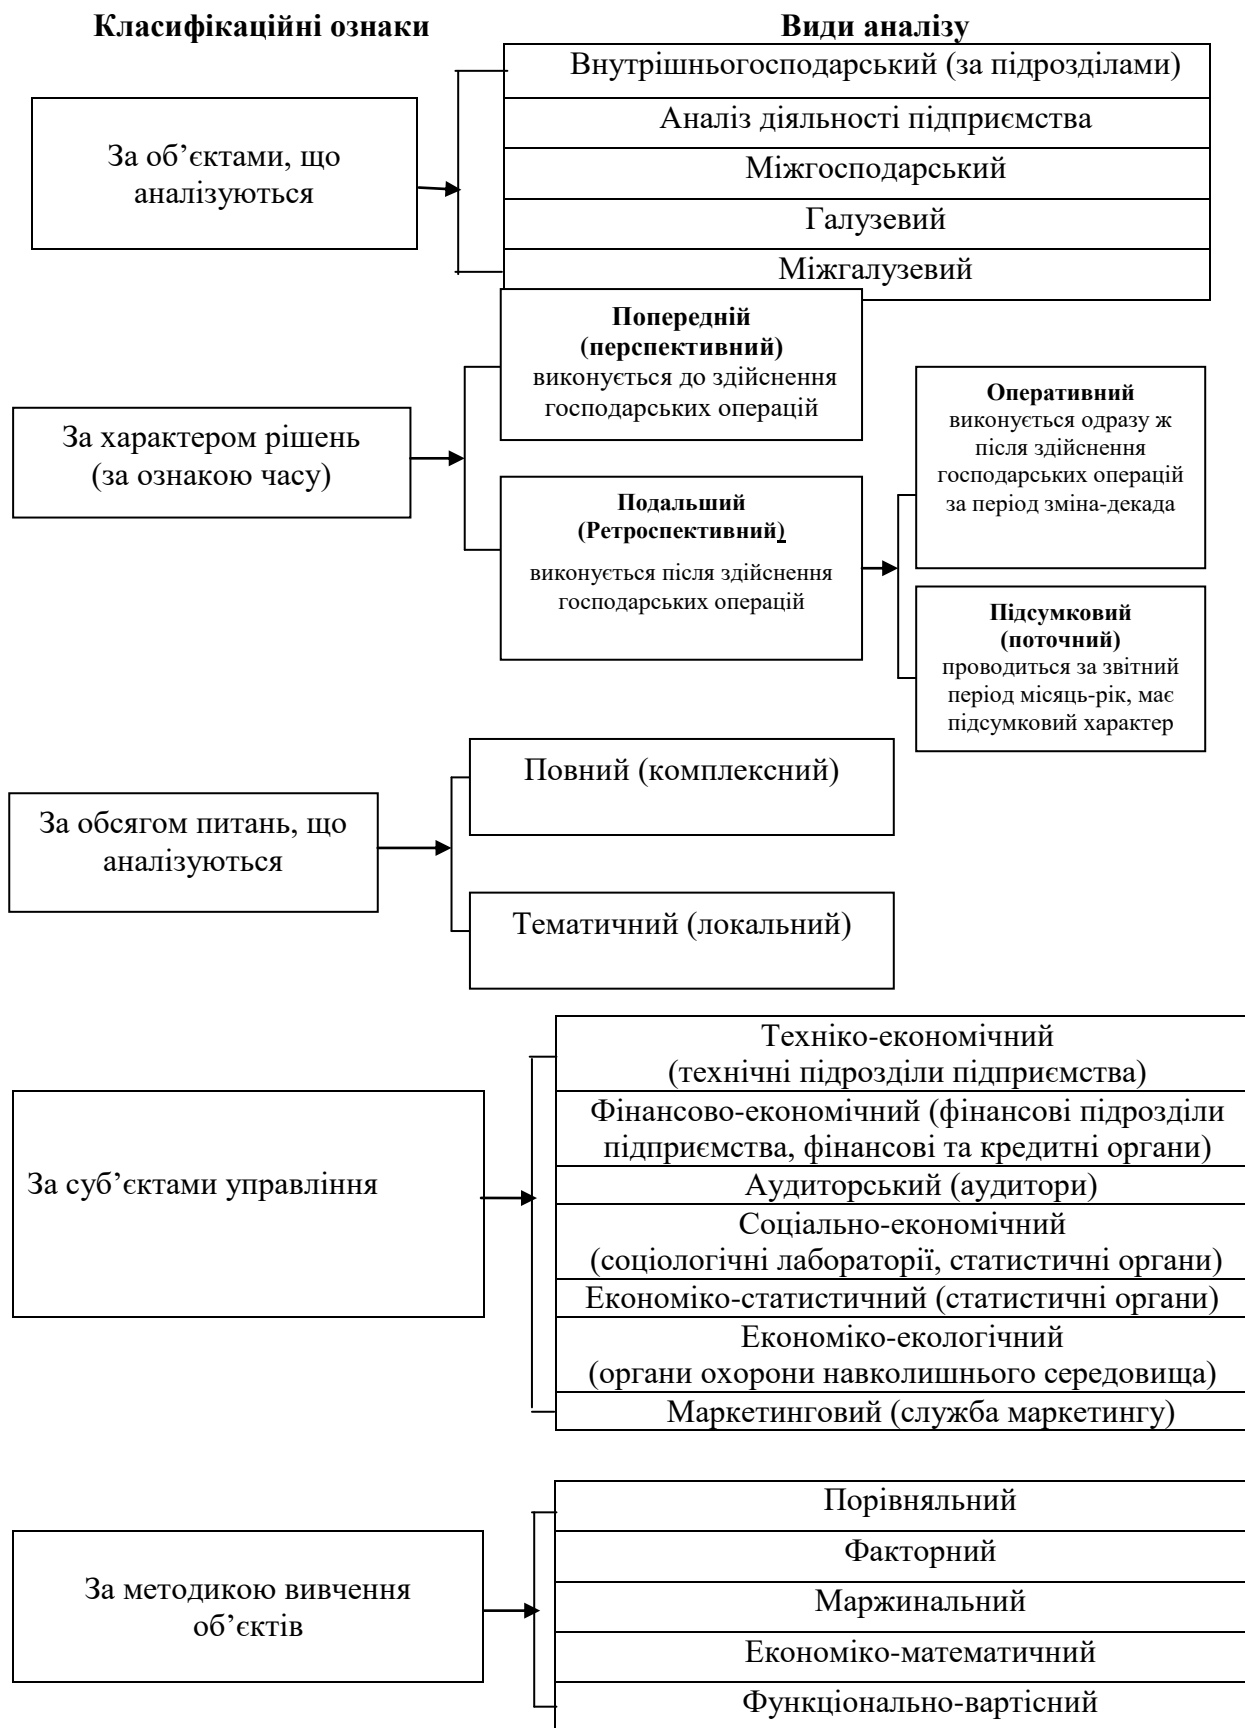 Класифікаційні ознаки
Види аналізу
За об’єктами, що
аналізуються
Внутрішньогосподарський (за підрозділами)
Аналіз діяльності підприємства
Міжгосподарський
Галузевий
Міжгалузевий
За характером рішень
(за ознакою часу)
Попередній
(перспективний)
виконується до здійснення
господарських операцій
Подальший
(Ретроспективний)
виконується після здійснення
господарських операцій
Оперативний
виконується одразу ж
після здійснення
господарських операцій
за період зміна-декада
Підсумковий
(поточний)
проводиться за звітний
період місяць-рік, має
підсумковий характер
За обсягом питань, що
аналізуються
Повний (комплексний)
Тематичний (локальний)
За суб’єктами управління
Техніко-економічний
(технічні підрозділи підприємства)
Фінансово-економічний (фінансові підрозділи
підприємства, фінансові та кредитні органи)
Аудиторський (аудитори)
Соціально-економічний
(соціологічні лабораторії, статистичні органи)
Економіко-статистичний (статистичні органи)
Економіко-екологічний
(органи охорони навколишнього середовища)
Маркетинговий (служба маркетингу)
За методикою вивчення
об’єктів
Порівняльний
Факторний
Маржинальний
Економіко-математичний
Функціонально-вартісний